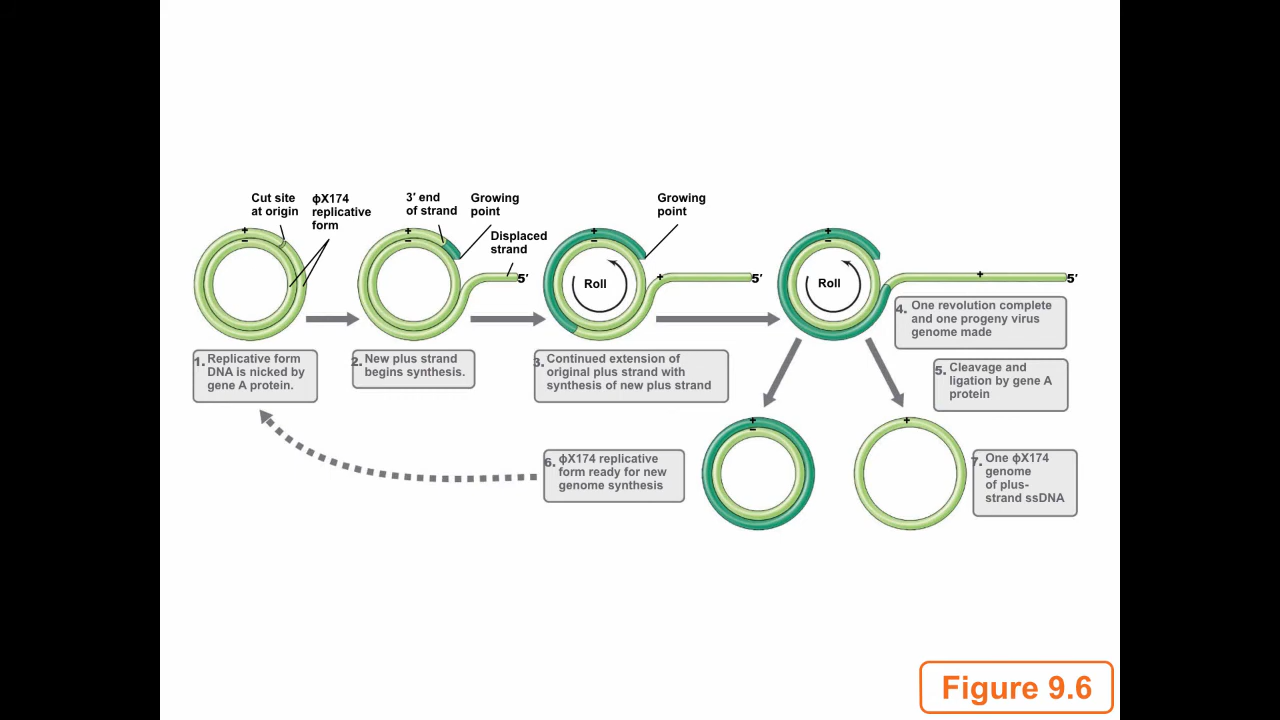 Cut site
at origin
ϕX174
replicative
form
3′ end
of strand
Growing
point
Displaced
strand
Growing
point
+
–
+
–
5′
+
–
Roll
+
5′
+
–
Roll
+
5′
1. Replicative form
DNA is nicked by
gene A protein.
2. New plus strand
begins synthesis.
3. Continued extension of
original plus strand with
synthesis of new plus strand
4. One revolution complete
and one progeny virus
genome made
5. Cleavage and
ligation by gene A
protein
6. ϕX174 replicative
form ready for new
genome synthesis
+
–
+
7. One ϕX174
genome
of plus-
strand ssDNA
Figure 9.6